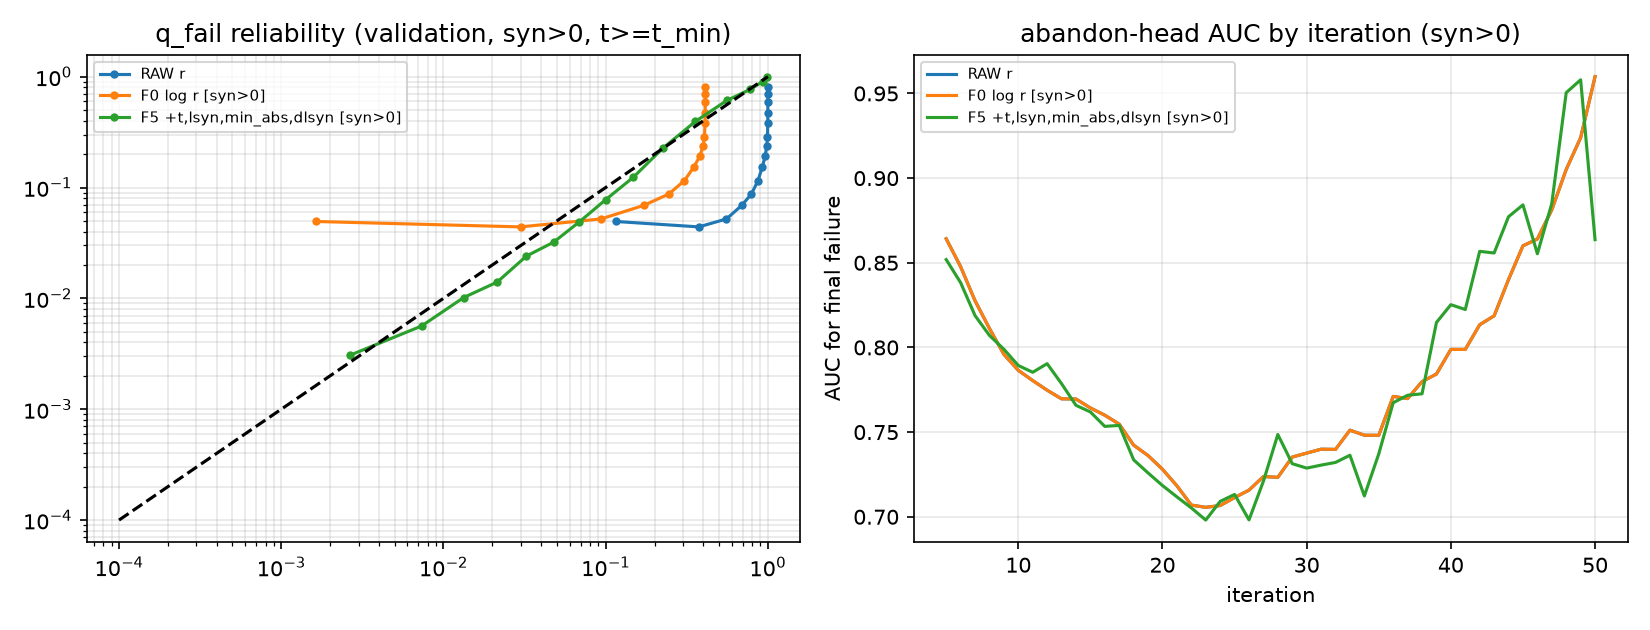 q_fail reliability (validation, syn>0, t>=t_min)
RAW r
F0 log r [syn>0]
F5 +t,lsyn,min_abs,dlsyn [syn>0]
10⁰
10⁻¹
10⁻²
10⁻³
10⁻⁴
10⁻⁴ 10⁻³ 10⁻² 10⁻¹ 10⁰
abandon-head AUC by iteration (syn>0)
RAW r
F0 log r [syn>0]
F5 +t,lsyn,min_abs,dlsyn [syn>0]
AUC for final failure
0.95
0.90
0.85
0.80
0.75
0.70
10 20 30 40 50
iteration